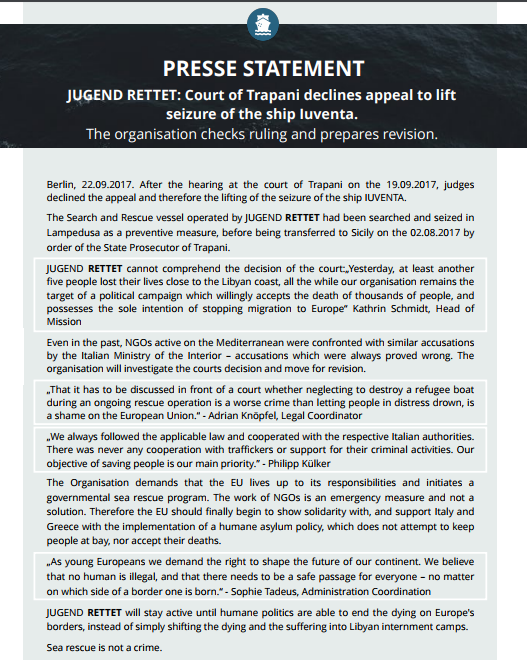 PRESSE STATEMENT
JUGEND RETTET: Court of Trapani declines appeal to lift
seizure of the ship Iuventa.
The organisation checks ruling and prepares revision.
Berlin, 22.09.2017. After the hearing at the court of Trapani on the 19.09.2017, judges
declined the appeal and therefore the lifting of the seizure of the ship IUVENTA.
The Search and Rescue vessel operated by JUGEND RETTET had been searched and seized in
Lampedusa as a preventive measure, before being transferred to Sicily on the 02.08.2017 by
order of the State Prosecutor of Trapani.
JUGEND RETTET cannot comprehend the decision of the court:„Yesterday, at least another
five people lost their lives close to the Libyan coast, all the while our organisation remains the
target of a political campaign which willingly accepts the death of thousands of people, and
possesses the sole intention of stopping migration to Europe“ Kathrin Schmidt, Head of
Mission
Even in the past, NGOs active on the Mediterranean were confronted with similar accusations
by the Italian Ministry of the Interior – accusations which were always proved wrong. The
organisation will investigate the courts decision and move for revision.
„That it has to be discussed in front of a court whether neglecting to destroy a refugee boat
during an ongoing rescue operation is a worse crime than letting people in distress drown, is
a shame on the European Union.“ - Adrian Knöpfel, Legal Coordinator
„We always followed the applicable law and cooperated with the respective Italian authorities.
There was never any cooperation with traffickers or support for their criminal activities. Our
objective of saving people is our main priority.“ - Philipp Külker
The Organisation demands that the EU lives up to its responsibilities and initiates a
governmental sea rescue program. The work of NGOs is an emergency measure and not a
solution. Therefore the EU should finally begin to show solidarity with, and support Italy and
Greece with the implementation of a humane asylum policy, which does not attempt to keep
people at bay, nor accept their deaths.
„As young Europeans we demand the right to shape the future of our continent. We believe
that no human is illegal, and that there needs to be a safe passage for everyone – no matter
on which side of a border one is born.“ - Sophie Tadeus, Administration Coordination
JUGEND RETTET will stay active until humane politics are able to end the dying on Europe’s
borders, instead of simply shifting the dying and the suffering into Libyan internment camps.
Sea rescue is not a crime.